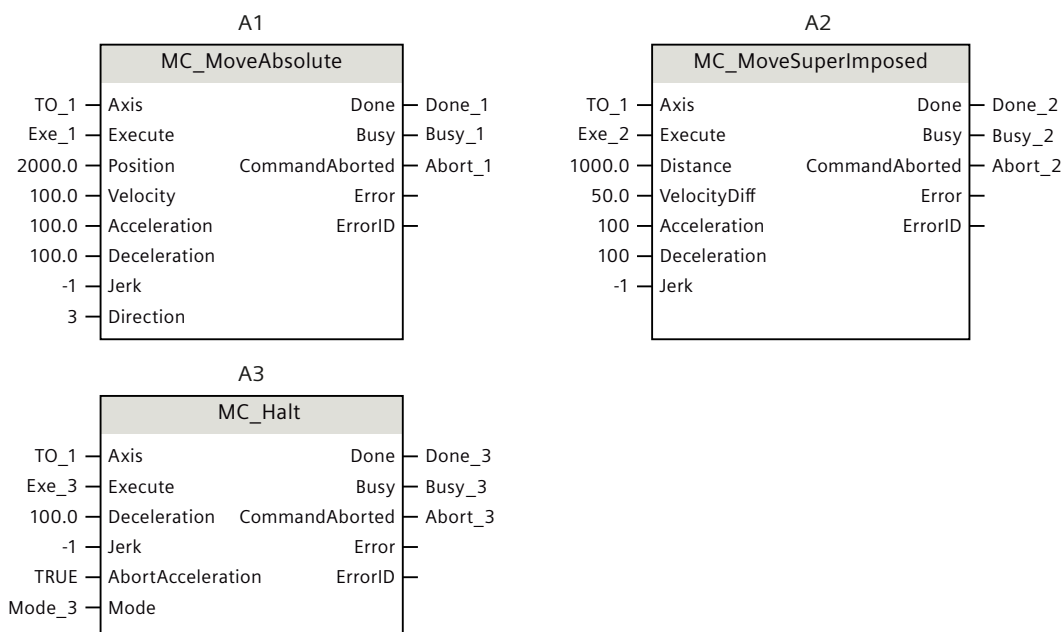 A1
MC_MoveAbsolute
TO_1 Axis Done Done_1
Exe_1 Execute Busy Busy_1
2000.0 Position CommandAborted Abort_1
100.0 Velocity Error
100.0 Acceleration ErrorID
100.0 Deceleration
-1 Jerk
3 Direction
A2
MC_MoveSuperImposed
TO_1 Axis Done Done_2
Exe_2 Execute Busy Busy_2
1000.0 Distance CommandAborted Abort_2
50.0 VelocityDiff Error
100 Acceleration ErrorID
100 Deceleration
-1 Jerk
A3
MC_Halt
TO_1 Axis Done Done_3
Exe_3 Execute Busy Busy_3
100.0 Deceleration CommandAborted Abort_3
-1 Jerk Error
TRUE AbortAcceleration ErrorID
Mode_3 Mode